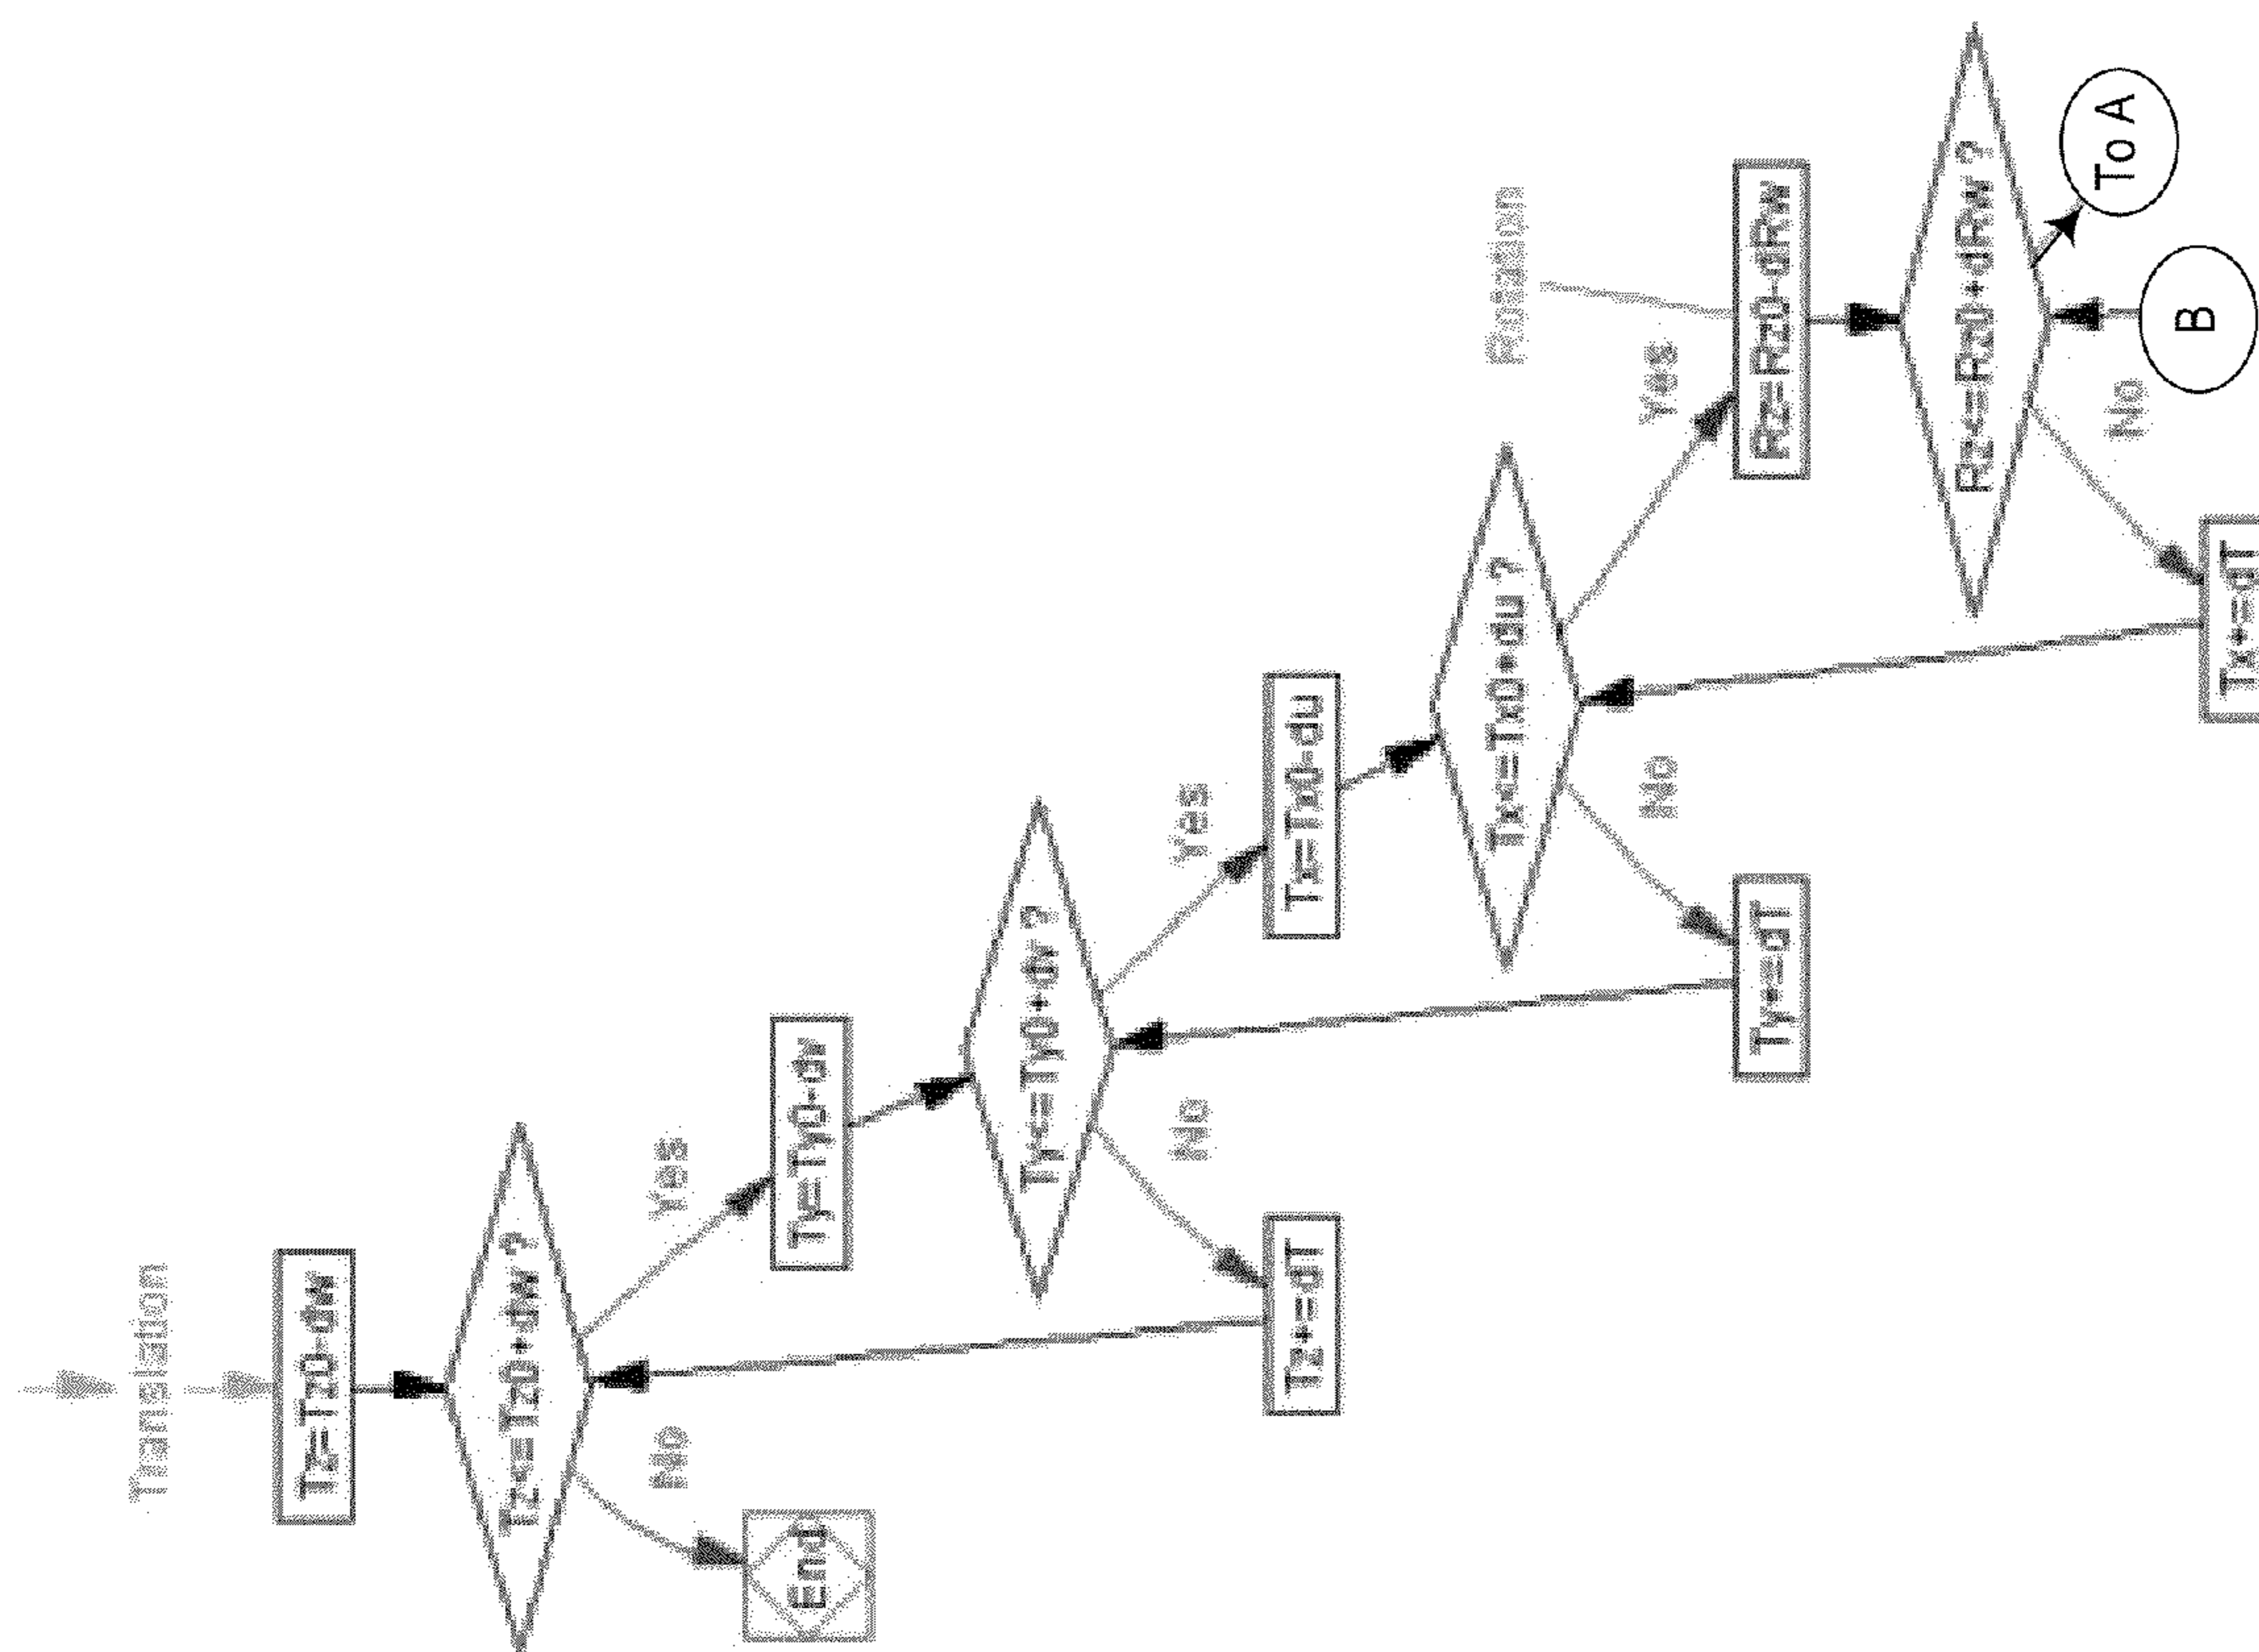 Translation
Tz=Tz0-dw
Tz<=Tz0+dw ?
Yes
No
End
Ty=Ty0-dv
Ty<=Ty0+dv ?
Yes
No
Tz+=dT
Tx=Tx0-du
Tx<=Tx0+du ?
Yes
No
Ty+=dT
Rotation
Rz=Rz0-dRw
Rz<=Rz0+dRw ?
No
To A
B
Tx+=dT